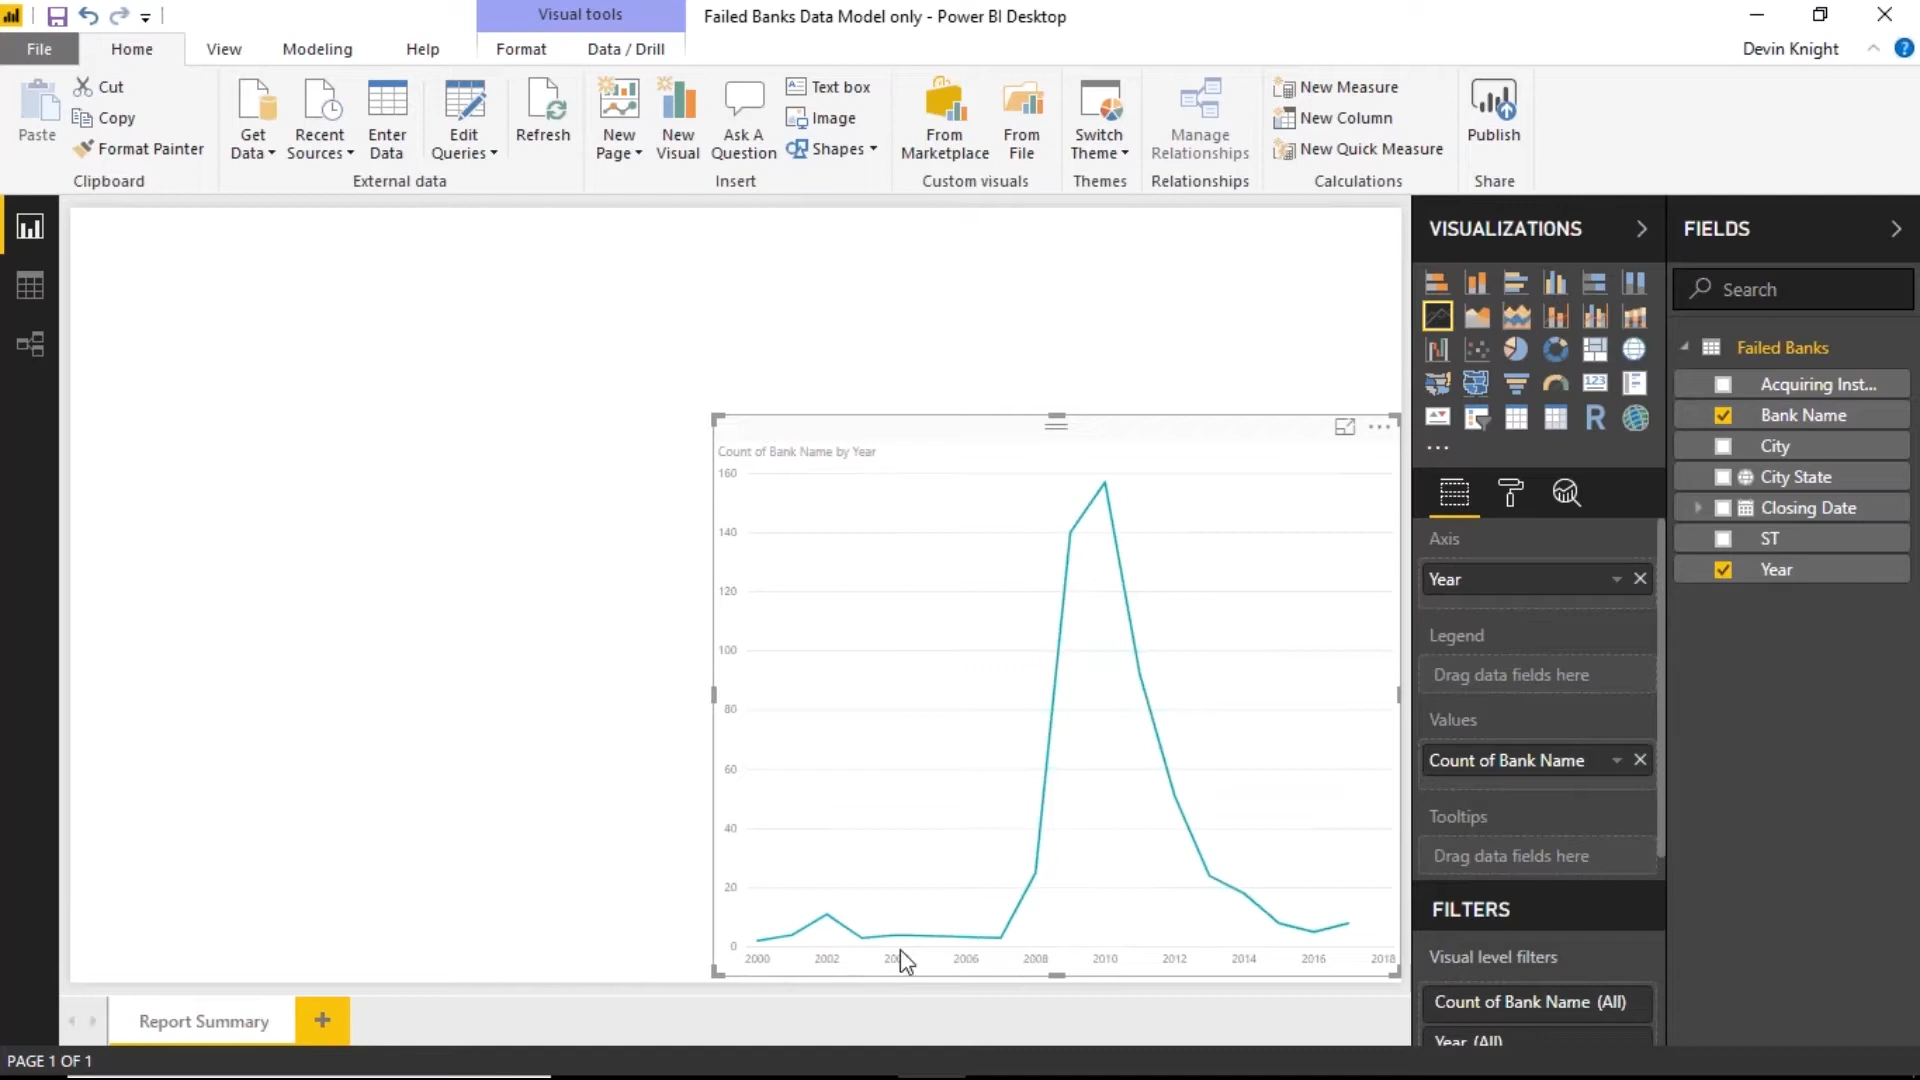 Visual tools
Failed Banks Data Model only - Power BI Desktop
File
Home
View
Modeling
Help
Format
Data / Drill
Devin Knight
?
Paste
Cut
Copy
Format Painter
Clipboard
Get Data
Recent Sources
Enter Data
Edit Queries
Refresh
External data
New Page
New Visual
Ask A Question
Text box
Image
Shapes
Insert
From Marketplace
From File
Custom visuals
Switch Theme
Themes
Manage Relationships
Relationships
New Measure
New Column
New Quick Measure
Calculations
Publish
Share
Count of Bank Name by Year
160
140
120
100
80
60
40
20
0
2000
2002
2006
2008
2010
2012
2014
2016
2018
VISUALIZATIONS
123
R
Axis
Year
Legend
Drag data fields here
Values
Count of Bank Name
Tooltips
Drag data fields here
FILTERS
Visual level filters
Count of Bank Name (All)
Year (All)
FIELDS
Search
Failed Banks
Acquiring Inst...
Bank Name
City
City State
Closing Date
ST
Year
Report Summary
+
PAGE 1 OF 1